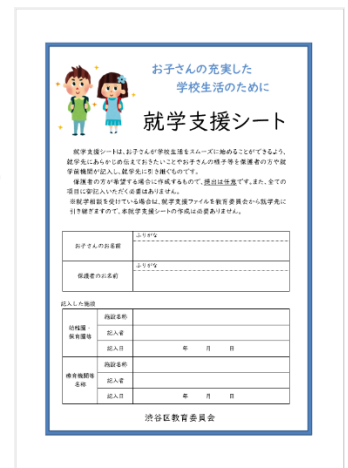 お子さんの充実した
学校生活のために
就学支援シート
就学支援シートは、お子さんが学校生活をスムーズに始めることができるよう、
就学先にあらかじめ伝えておきたいことやお子さんの様子等を保護者の方や就
学前機関が記入し、就学先に引き継ぐものです。
保護者の方が希望する場合に作成するもので、提出は任意です。また、全ての
項目に御記入いただく必要はありません。
※就学相談を受けている場合は、就学支援ファイルを教育委員会から就学先に
引き継ぎますので、本就学支援シートの作成は必要ありません。
ふりがな
お子さんのお名前
ふりがな
保護者のお名前
記入した施設
幼稚園・
保育園等
施設名称
記入者
記入日 年 月 日
療育機関等
名称
施設名称
記入者
記入日 年 月 日
渋谷区教育委員会